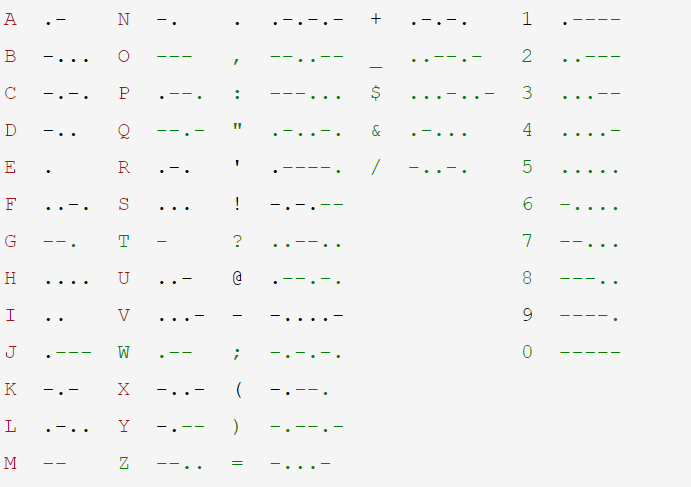 A .- N -. . .-.-.- + .-.-. 1 .----
B -... O --- , --..-- _ ..--.- 2 ..---
C -.-. P .--. : ---... $ ...-..- 3 ...--
D -.. Q --.- " .-..-. & .-... 4 ....-
E . R .-. ' .----. / -..-. 5 .....
F ..-. S ... ! -.-.-- 6 -....
G --. T - ? ..--.. 7 --...
H .... U ..- @ .--.-. 8 ---..
I .. V ...- - -....- 9 ----.
J .--- W .-- ; -.-.-. 0 -----
K -.- X -..- ( -.--.
L .-.. Y -.-- ) -.--.-
M -- Z --.. = -...-